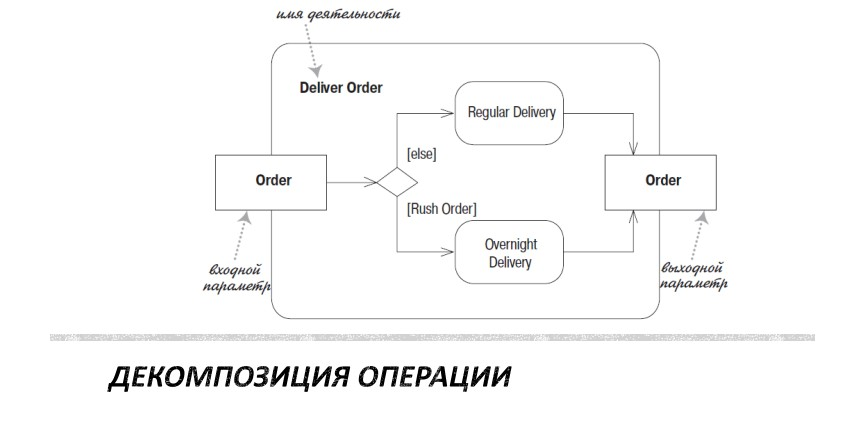 имя деятельности
Deliver Order
Regular Delivery
[else]
Order
Order
[Rush Order]
Overnight
Delivery
входной
параметр
выходной
параметр
ДЕКОМПОЗИЦИЯ ОПЕРАЦИИ